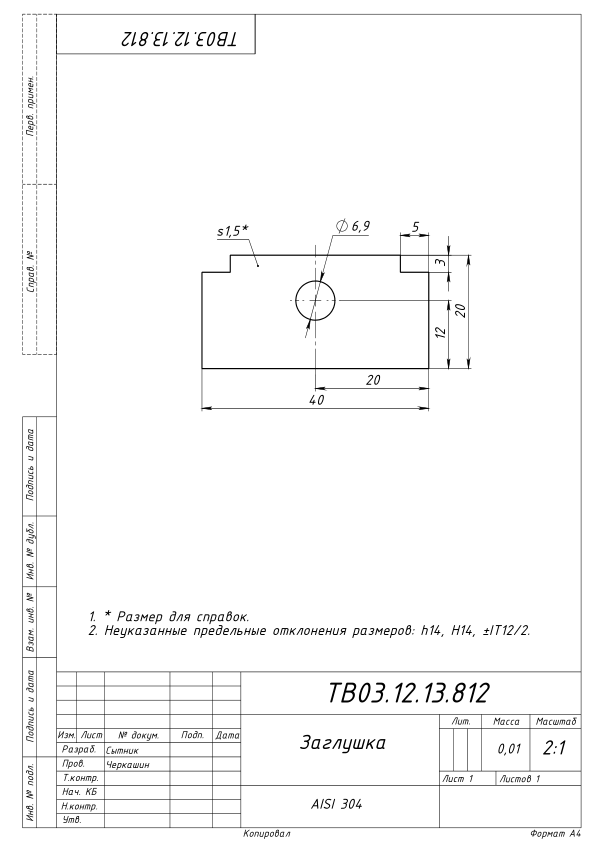 ТВ03.12.13.812
Перв. примен.
Справ. №
Подпись и дата
Инв. № дубл.
Взам. инв. №
Подпись и дата
Инв. № подл.
s1,5*
∅ 6,9
5
3
20
12
20
40
1. * Размер для справок.
2. Неуказанные предельные отклонения размеров: h14, H14, ±IT12/2.
ТВ03.12.13.812
Изм. Лист № докум. Подп. Дата
Разраб. Сытник
Пров. Черкашин
Т.контр.
Нач. КБ
Н.контр.
Утв.
Заглушка
Лит. Масса Масштаб
0,01 2:1
Лист 1 Листов 1
AISI 304
Копировал Формат А4